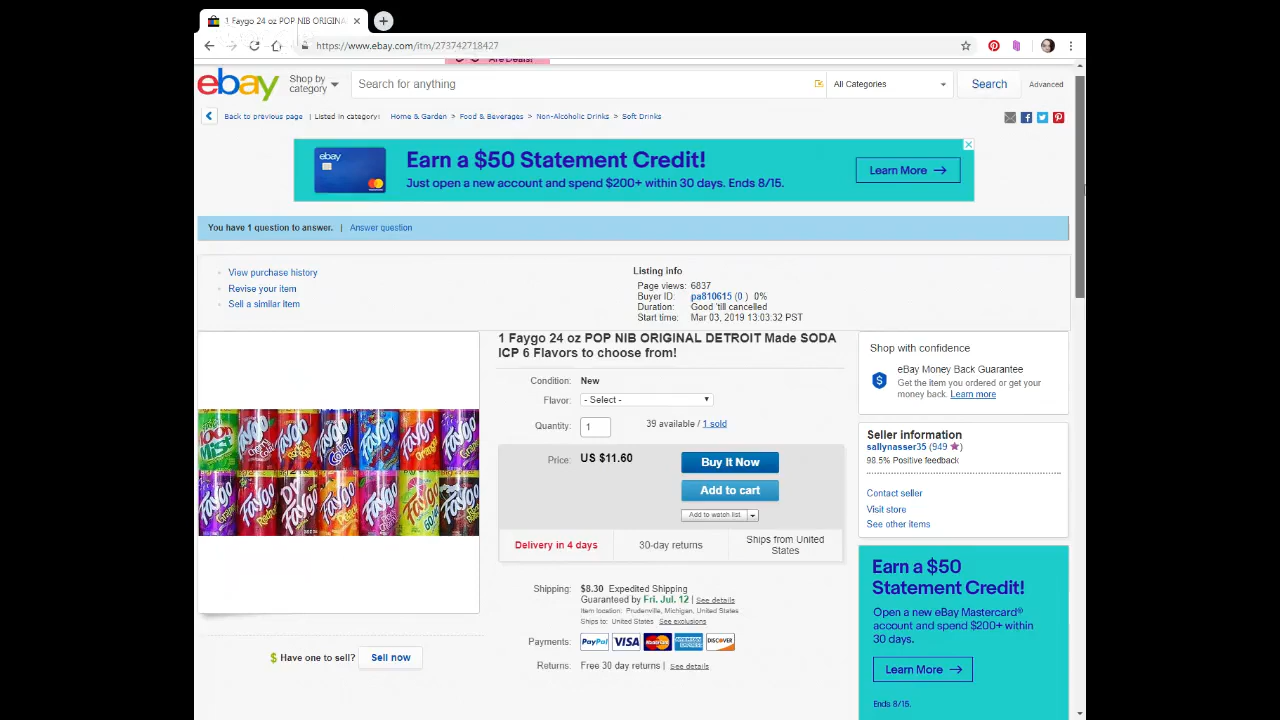 1 Faygo 24 oz POP NIB ORIGINA
https://www.ebay.com/itm/273742718427
Are Deals!
ebay
Shop by
category
Search for anything
All Categories
Search
Advanced
Back to previous page | Listed in category:
Home & Garden > Food & Beverages > Non-Alcoholic Drinks > Soft Drinks
ebay
Earn a $50 Statement Credit!
Just open a new account and spend $200+ within 30 days. Ends 8/15.
Learn More →
You have 1 question to answer. | Answer question
View purchase history
Revise your item
Sell a similar item
Listing info
Page views: 6837
Buyer ID: pa810615 (0 ) 0%
Duration: Good 'till cancelled
Start time: Mar 03, 2019 13:03:32 PST
1 Faygo 24 oz POP NIB ORIGINAL DETROIT Made SODA
ICP 6 Flavors to choose from!
Condition: New
Flavor: - Select -
Quantity: 1
39 available / 1 sold
Price: US $11.60
Buy It Now
Add to cart
Add to watch list
Delivery in 4 days
30-day returns
Ships from United
States
Shipping: $8.30 Expedited Shipping
Guaranteed by Fri. Jul. 12 | See details
Item location: Prudenville, Michigan, United States
Ships to: United States See exclusions
Payments: PayPal VISA MasterCard AMERICAN EXPRESS DISCOVER
Returns: Free 30 day returns | See details
$ Have one to sell? Sell now
Shop with confidence
eBay Money Back Guarantee
Get the item you ordered or get your
money back. Learn more
Seller information
sallynasser35 (949 )
98.5% Positive feedback
Contact seller
Visit store
See other items
Earn a $50
Statement Credit!
Open a new eBay Mastercard®
account and spend $200+ within
30 days.
Learn More →
Ends 8/15.